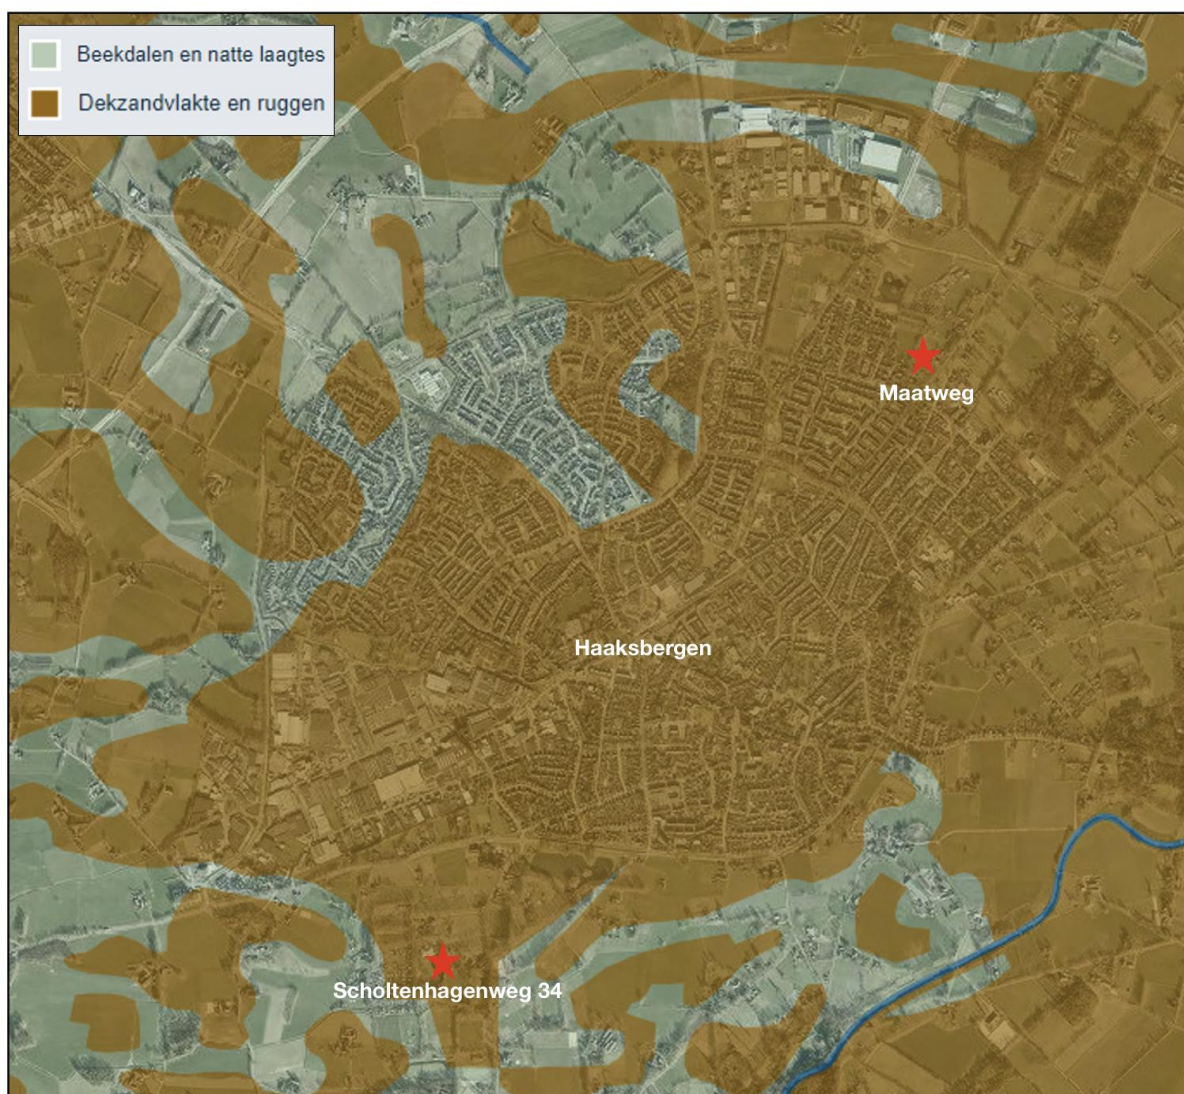 Beekdalen en natte laagtes
Dekzandvlakte en ruggen
Maatweg
Haaksbergen
Scholtenhagenweg 34